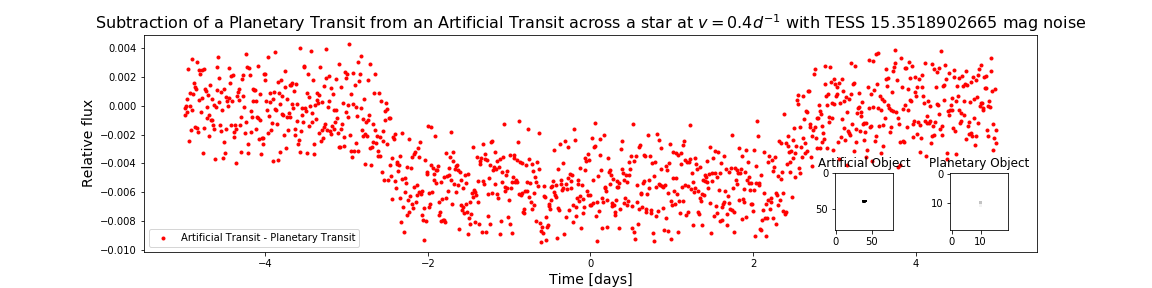 Subtraction of a Planetary Transit from an Artificial Transit across a star at v = 0.4d⁻¹ with TESS 15.3518902665 mag noise
Relative flux
0.004
0.002
0.000
−0.002
−0.004
−0.006
−0.008
−0.010
Artificial Transit - Planetary Transit
Artificial Object
0
50
0 50
Planetary Object
0
10
0 10
−4 −2 0 2 4
Time [days]